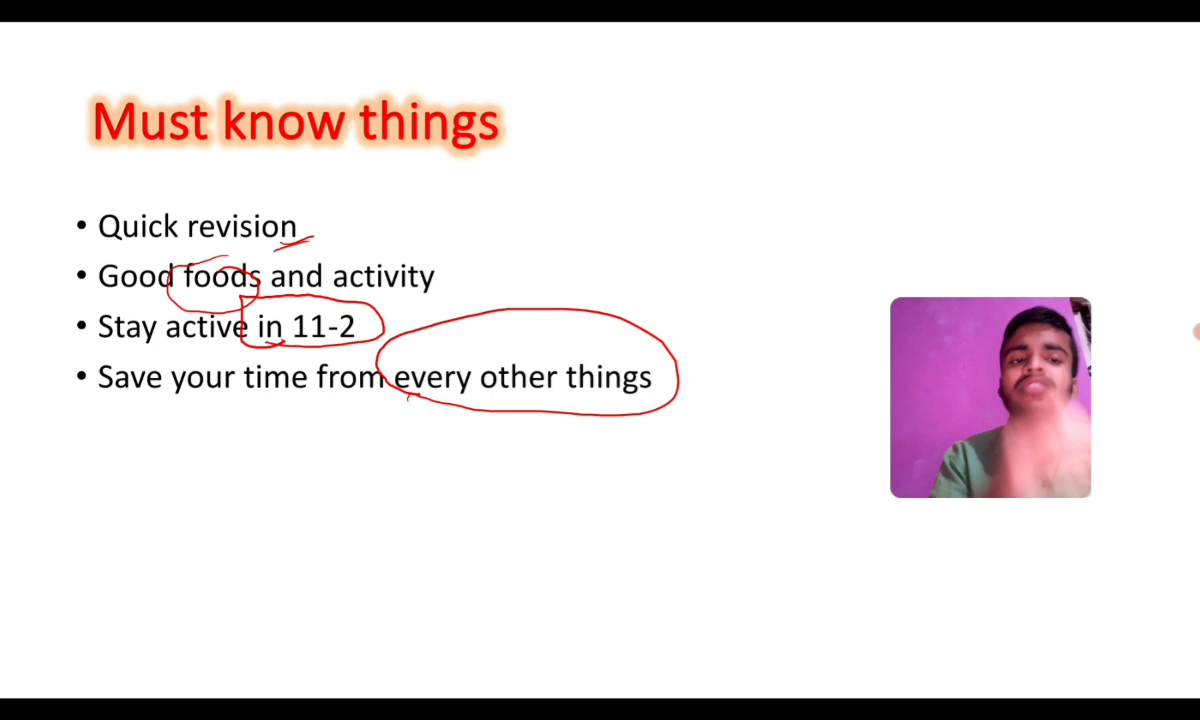 Must know things
• Quick revision
• Good foods and activity
• Stay active in 11-2
• Save your time from every other things